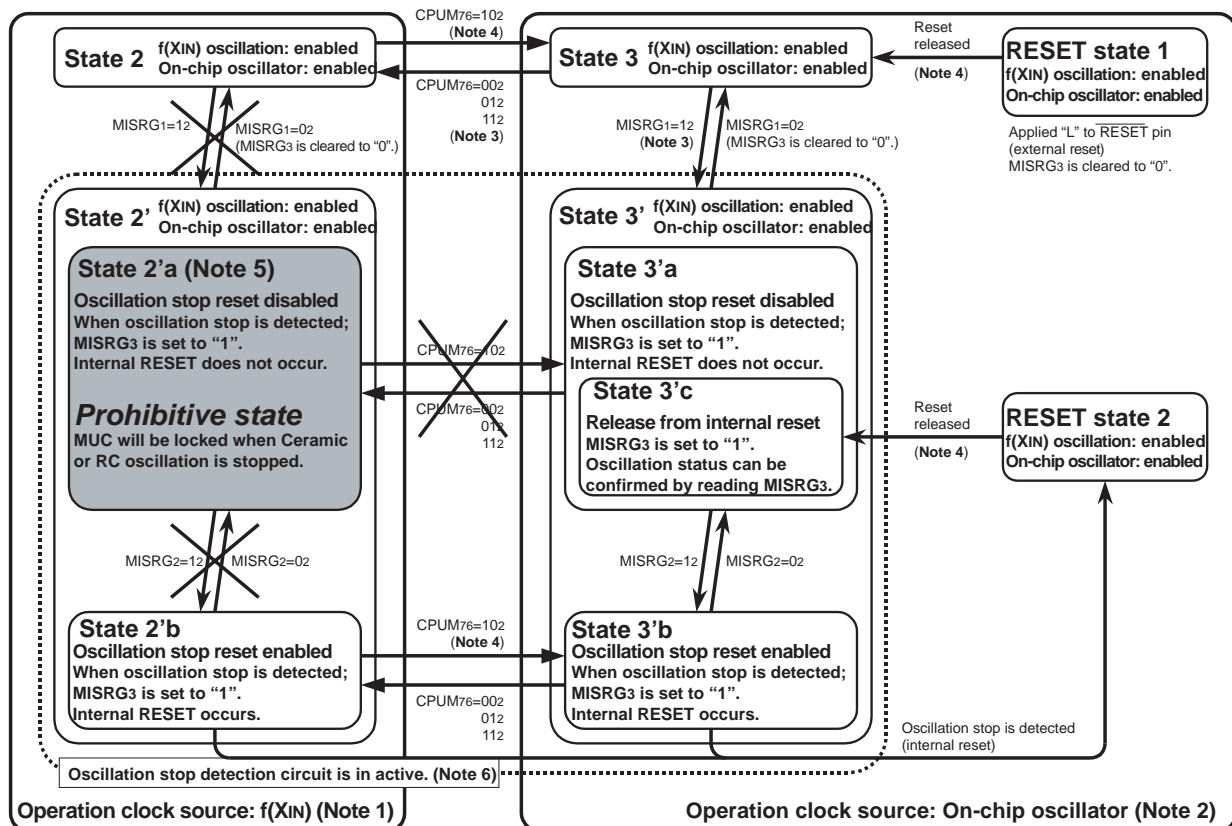 CPUM76=102
(Note 4)
State 2
f(XIN) oscillation: enabled
On-chip oscillator: enabled
State 3
f(XIN) oscillation: enabled
On-chip oscillator: enabled
Reset
released
(Note 4)
RESET state 1
f(XIN) oscillation: enabled
On-chip oscillator: enabled
CPUM76=002
012
112
(Note 3)
MISRG1=12
MISRG1=02
(MISRG3 is cleared to “0”.)
MISRG1=12
(Note 3)
MISRG1=02
(MISRG3 is cleared to “0”.)
Applied “L” to RESET pin
(external reset)
MISRG3 is cleared to “0”.
State 2'
f(XIN) oscillation: enabled
On-chip oscillator: enabled
State 3'
f(XIN) oscillation: enabled
On-chip oscillator: enabled
State 2'a (Note 5)
Oscillation stop reset disabled
When oscillation stop is detected;
MISRG3 is set to “1”.
Internal RESET does not occur.
Prohibitive state
MUC will be locked when Ceramic
or RC oscillation is stopped.
CPUM76=102
CPUM76=002
012
112
State 3'a
Oscillation stop reset disabled
When oscillation stop is detected;
MISRG3 is set to “1”.
Internal RESET does not occur.
State 3'c
Release from internal reset
MISRG3 is set to “1”.
Oscillation status can be
confirmed by reading MISRG3.
Reset
released
(Note 4)
RESET state 2
f(XIN) oscillation: enabled
On-chip oscillator: enabled
MISRG2=12
MISRG2=02
MISRG2=12
MISRG2=02
State 2'b
Oscillation stop reset enabled
When oscillation stop is detected;
MISRG3 is set to “1”.
Internal RESET occurs.
CPUM76=102
(Note 4)
CPUM76=002
012
112
State 3'b
Oscillation stop reset enabled
When oscillation stop is detected;
MISRG3 is set to “1”.
Internal RESET occurs.
Oscillation stop is detected
(internal reset)
Oscillation stop detection circuit is in active. (Note 6)
Operation clock source: f(XIN) (Note 1)
Operation clock source: On-chip oscillator (Note 2)